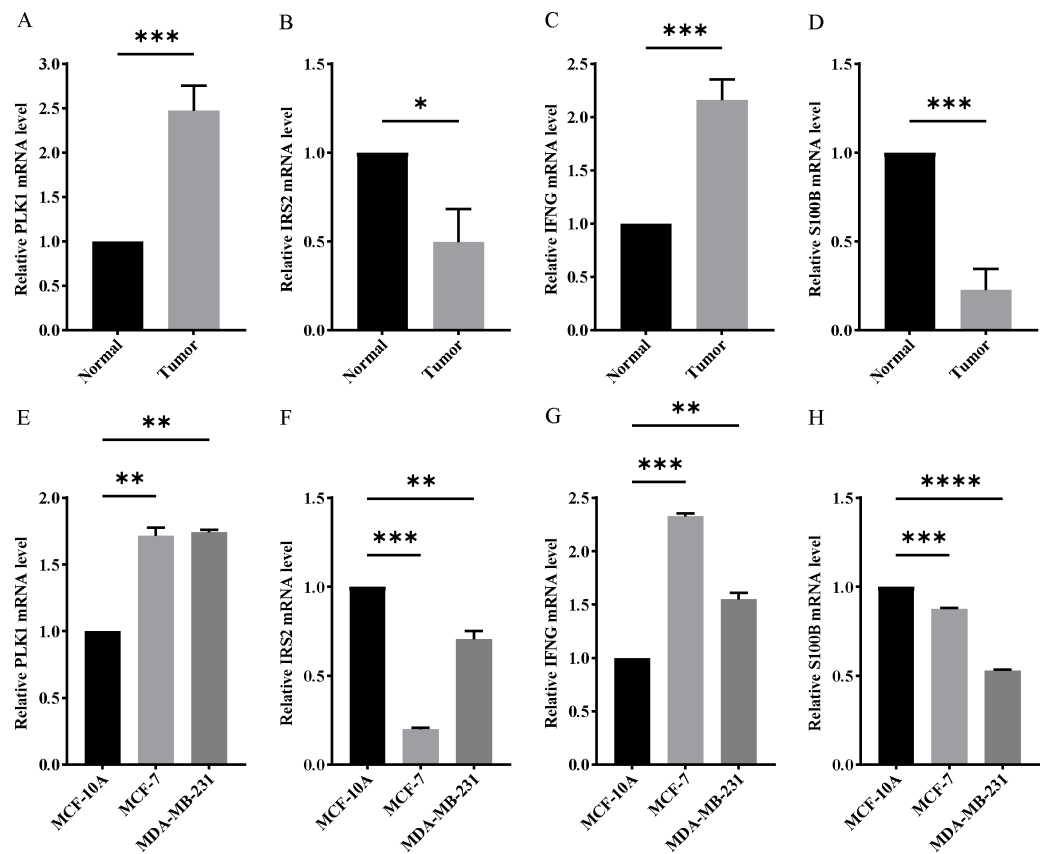 A
Relative PLK1 mRNA level
3.0
2.5
2.0
1.5
1.0
0.5
0.0
***
Normal
Tumor
B
Relative IRS2 mRNA level
1.5
1.0
0.5
0.0
*
Normal
Tumor
C
Relative IFNG mRNA level
2.5
2.0
1.5
1.0
0.5
0.0
***
Normal
Tumor
D
Relative S100B mRNA level
1.5
1.0
0.5
0.0
***
Normal
Tumor
E
Relative PLK1 mRNA level
2.0
1.5
1.0
0.5
0.0
**
**
MCF-10A
MCF-7
MDA-MB-231
F
Relative IRS2 mRNA level
1.5
1.0
0.5
0.0
**
***
MCF-10A
MCF-7
MDA-MB-231
G
Relative IFNG mRNA level
2.5
2.0
1.5
1.0
0.5
0.0
**
***
MCF-10A
MCF-7
MDA-MB-231
H
Relative S100B mRNA level
1.5
1.0
0.5
0.0
****
***
MCF-10A
MCF-7
MDA-MB-231